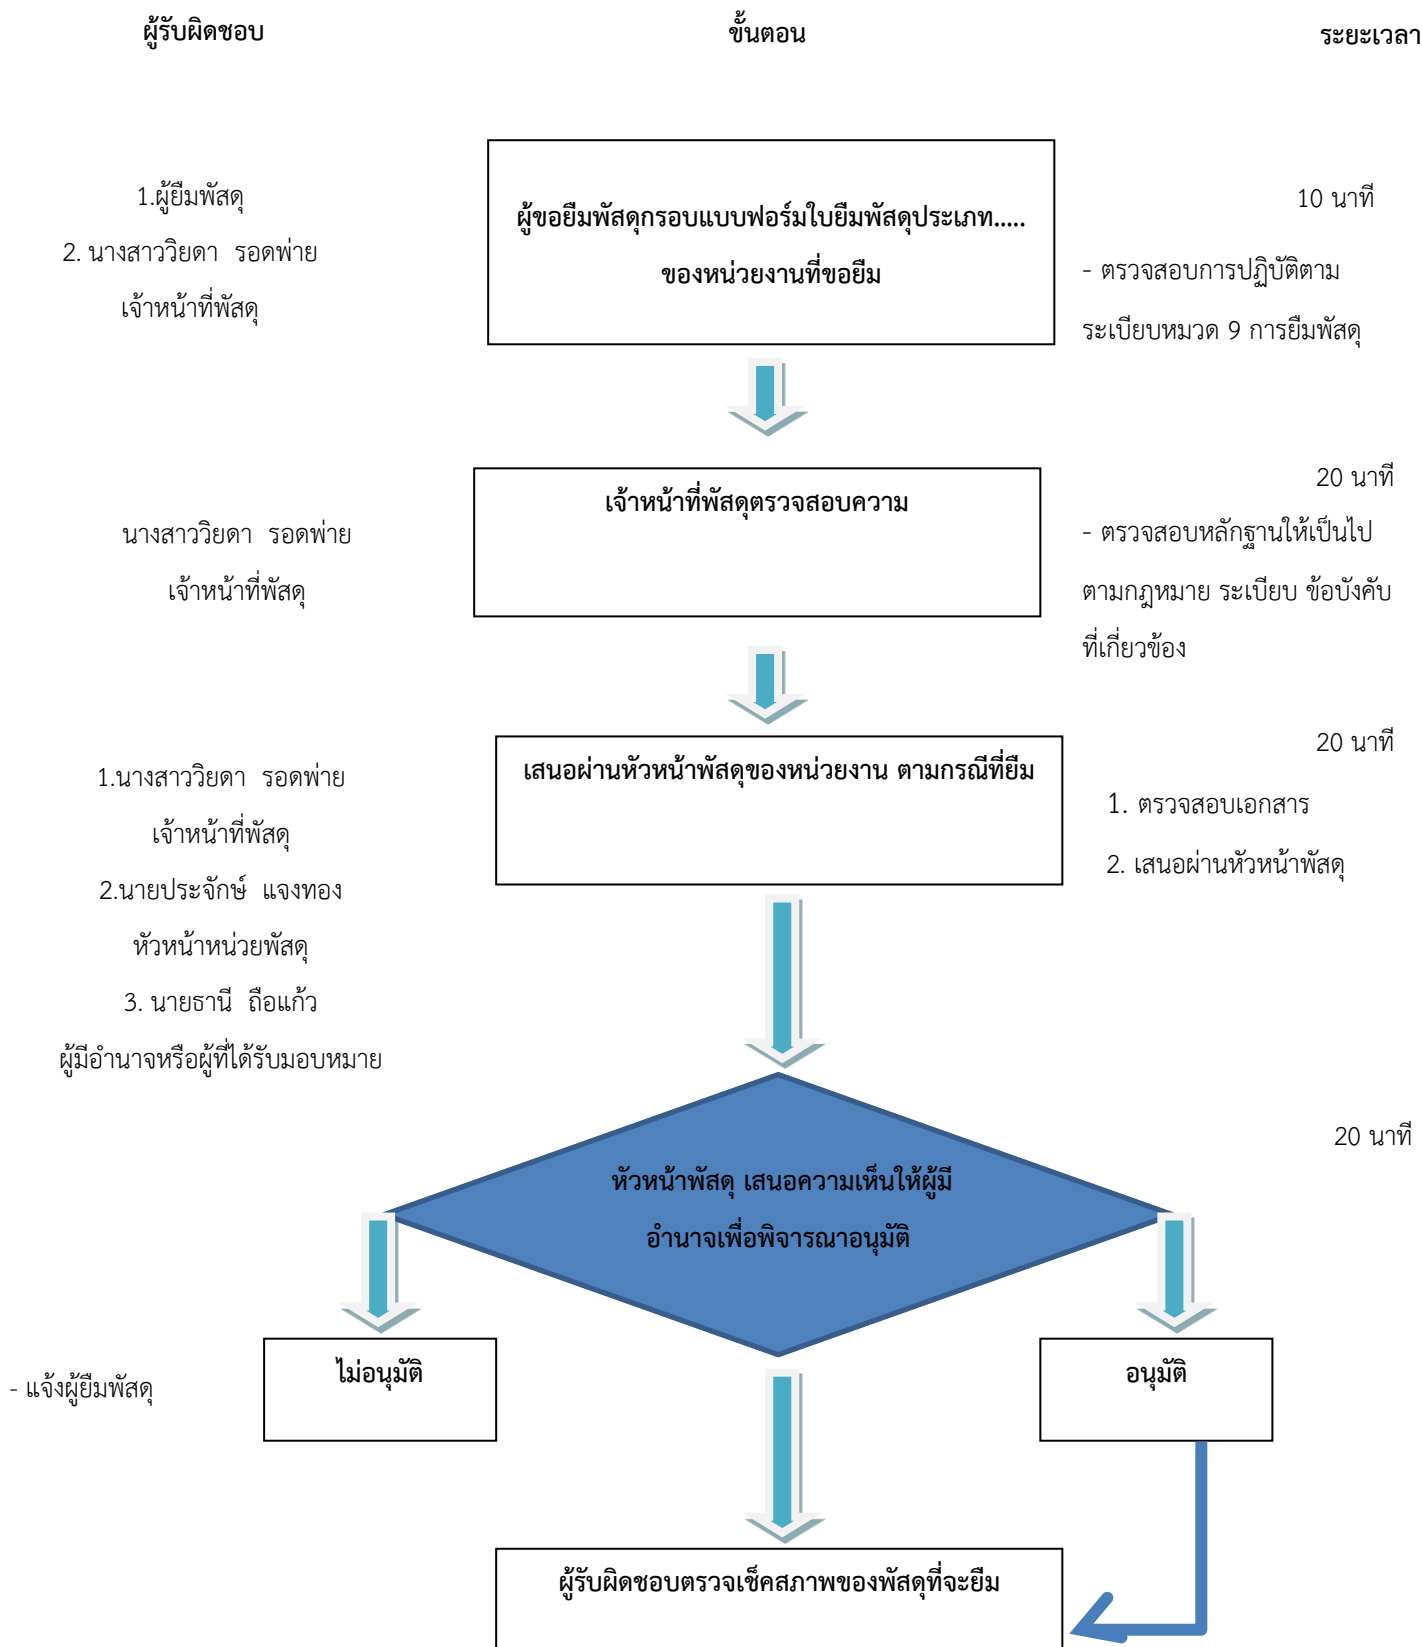 ผู้รับผิดชอบ
ขั้นตอน
ระยะเวลา
1.ผู้ยืมพัสดุ
2. นางสาววิยดา รอดพ่าย
เจ้าหน้าที่พัสดุ
ผู้ขอยืมพัสดุกรอบแบบฟอร์มใบยืมพัสดุประเภท.....
ของหน่วยงานที่ขอยืม
10 นาที
- ตรวจสอบการปฏิบัติตาม
ระเบียบหมวด 9 การยืมพัสดุ
นางสาววิยดา รอดพ่าย
เจ้าหน้าที่พัสดุ
เจ้าหน้าที่พัสดุตรวจสอบความ
20 นาที
- ตรวจสอบหลักฐานให้เป็นไป
ตามกฎหมาย ระเบียบ ข้อบังคับ
ที่เกี่ยวข้อง
1.นางสาววิยดา รอดพ่าย
เจ้าหน้าที่พัสดุ
2.นายประจักษ์ แจงทอง
หัวหน้าหน่วยพัสดุ
3. นายธานี ถือแก้ว
ผู้มีอำนาจหรือผู้ที่ได้รับมอบหมาย
เสนอผ่านหัวหน้าพัสดุของหน่วยงาน ตามกรณีที่ยืม
20 นาที
1. ตรวจสอบเอกสาร
2. เสนอผ่านหัวหน้าพัสดุ
หัวหน้าพัสดุ เสนอความเห็นให้ผู้มี
อำนาจเพื่อพิจารณาอนุมัติ
20 นาที
- แจ้งผู้ยืมพัสดุ
ไม่อนุมัติ
อนุมัติ
ผู้รับผิดชอบตรวจเช็คสภาพของพัสดุที่จะยืม